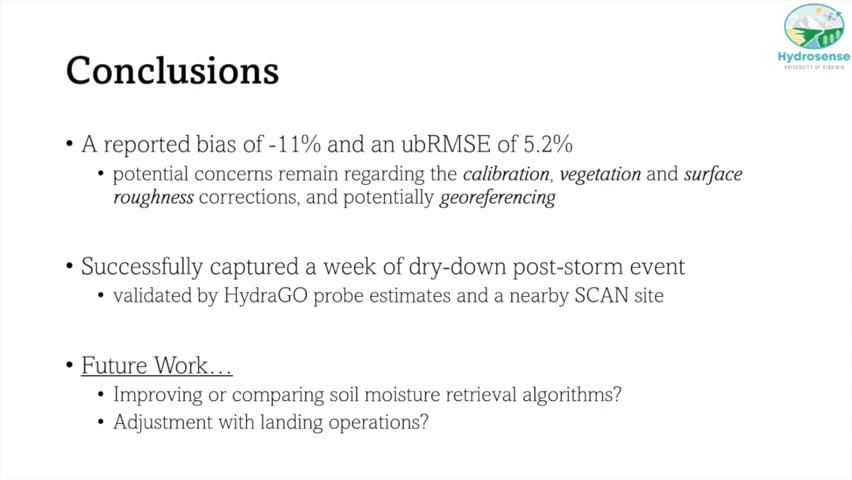 Hydrosense
UNIVERSITY OF VIRGINIA
Conclusions
• A reported bias of -11% and an ubRMSE of 5.2%
• potential concerns remain regarding the calibration, vegetation and surface
roughness corrections, and potentially georeferencing
• Successfully captured a week of dry-down post-storm event
• validated by HydraGO probe estimates and a nearby SCAN site
• Future Work...
• Improving or comparing soil moisture retrieval algorithms?
• Adjustment with landing operations?